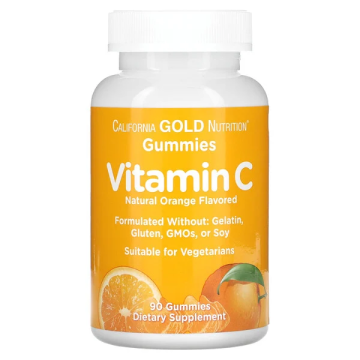 CALIFORNIA GOLD NUTRITION®
Gummies
Vitamin C
Natural Orange Flavored
Formulated Without: Gelatin,
Gluten, GMOs, or Soy
Suitable for Vegetarians
90 Gummies
Dietary Supplement